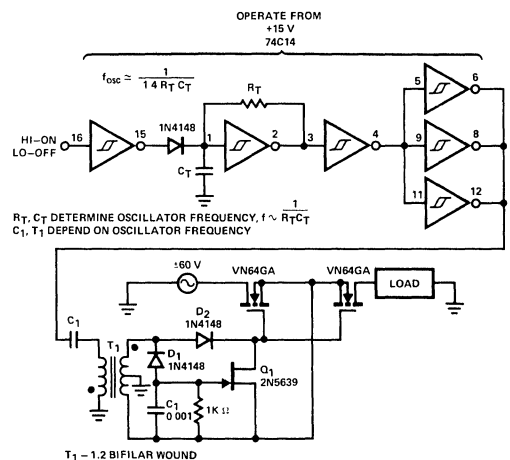 OPERATE FROM
+15 V
74C14
fOSC ≃ 1 / 1 4 RT CT
RT
5
6
HI–ON
LO–OFF
16
15
1N4148
1
2
3
4
9
8
CT
11
12
RT, CT DETERMINE OSCILLATOR FREQUENCY, f ~ 1 / RTCT
C1, T1 DEPEND ON OSCILLATOR FREQUENCY
±60 V
VN64GA
VN64GA
LOAD
C1
T1
D2
1N4148
D1
1N4148
Q1
2N5639
C1
0 001
1K Ω
T1 – 1.2 BIFILAR WOUND